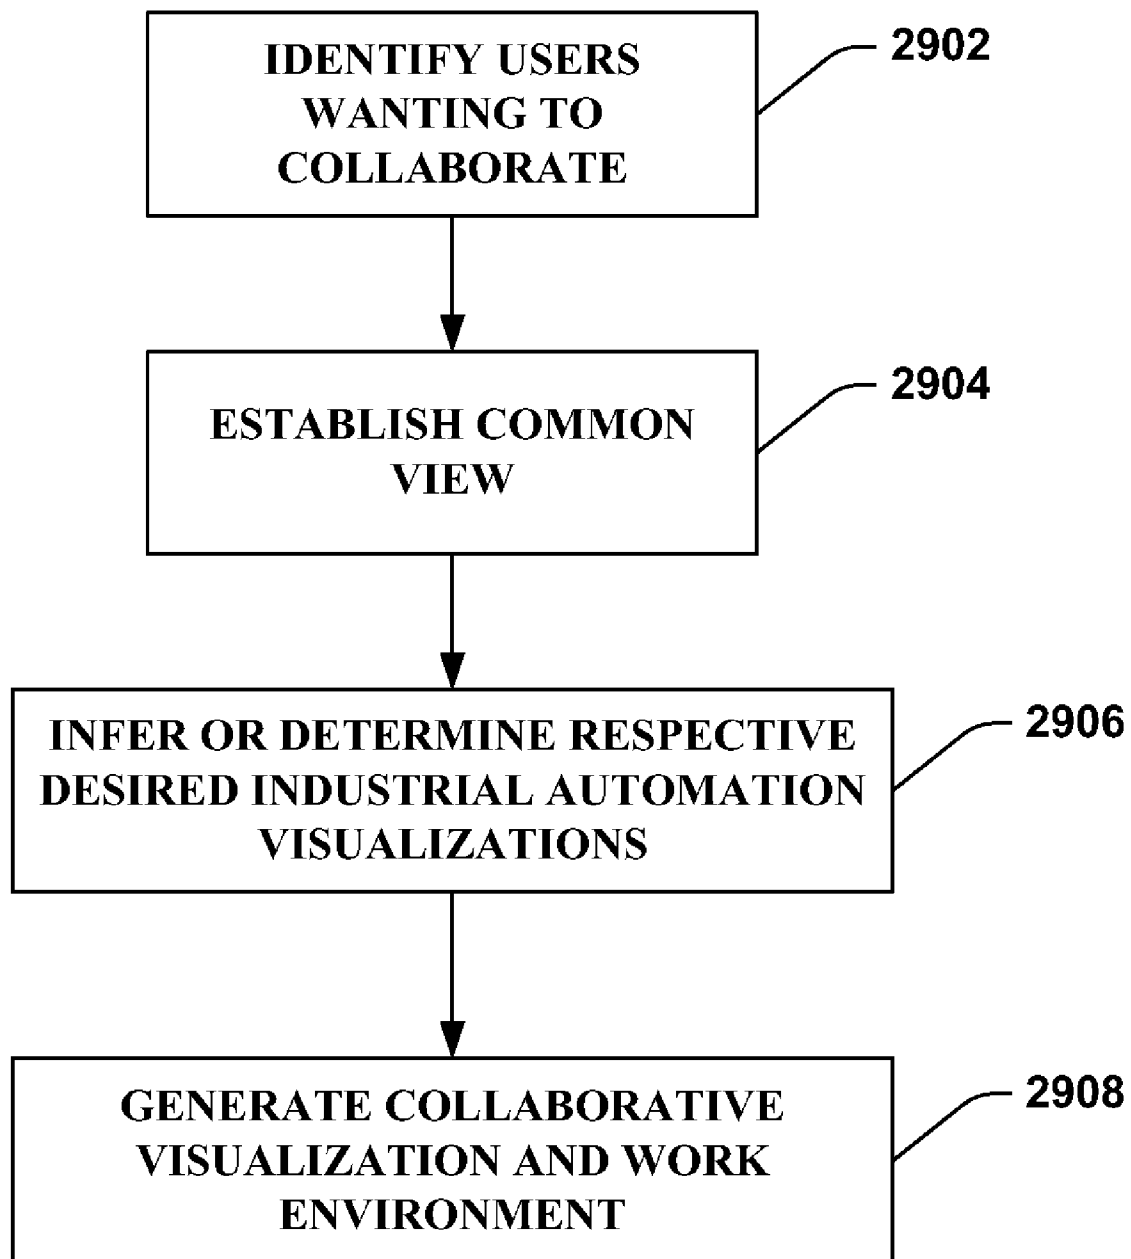 IDENTIFY USERS
WANTING TO
COLLABORATE
2902
ESTABLISH COMMON
VIEW
2904
INFER OR DETERMINE RESPECTIVE
DESIRED INDUSTRIAL AUTOMATION
VISUALIZATIONS
2906
GENERATE COLLABORATIVE
VISUALIZATION AND WORK
ENVIRONMENT
2908